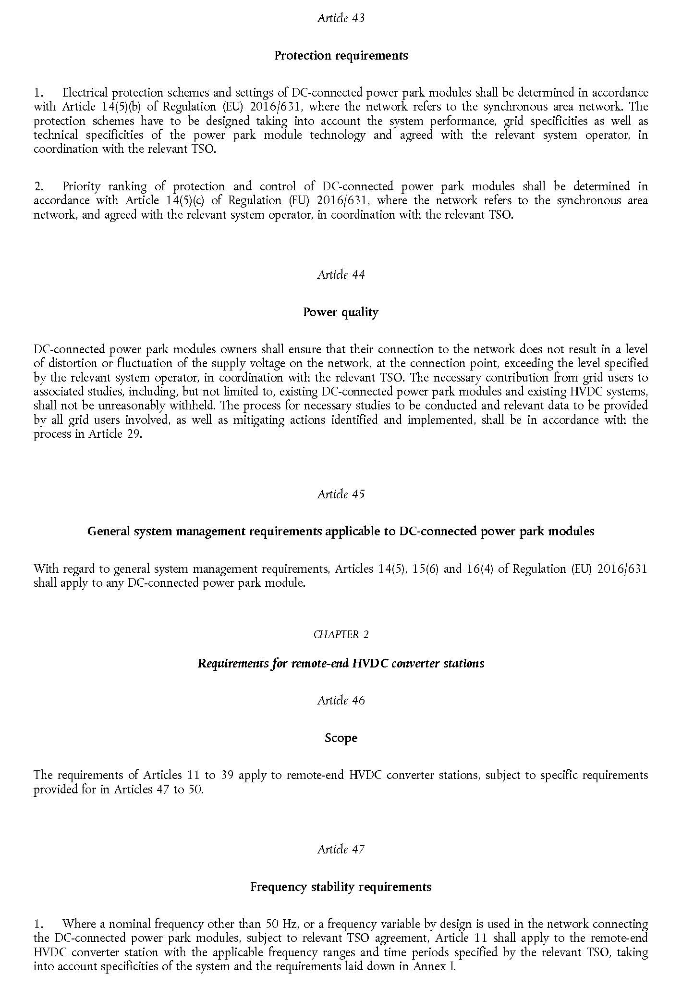 Article 43
Protection requirements
1. Electrical protection schemes and settings of DC-connected power park modules shall be determined in accordance
with Article 14(5)(b) of Regulation (EU) 2016/631, where the network refers to the synchronous area network. The
protection schemes have to be designed taking into account the system performance, grid specificities as well as
technical specificities of the power park module technology and agreed with the relevant system operator, in
coordination with the relevant TSO.
2. Priority ranking of protection and control of DC-connected power park modules shall be determined in
accordance with Article 14(5)(c) of Regulation (EU) 2016/631, where the network refers to the synchronous area
network, and agreed with the relevant system operator, in coordination with the relevant TSO.
Article 44
Power quality
DC-connected power park modules owners shall ensure that their connection to the network does not result in a level
of distortion or fluctuation of the supply voltage on the network, at the connection point, exceeding the level specified
by the relevant system operator, in coordination with the relevant TSO. The necessary contribution from grid users to
associated studies, including, but not limited to, existing DC-connected power park modules and existing HVDC systems,
shall not be unreasonably withheld. The process for necessary studies to be conducted and relevant data to be provided
by all grid users involved, as well as mitigating actions identified and implemented, shall be in accordance with the
process in Article 29.
Article 45
General system management requirements applicable to DC-connected power park modules
With regard to general system management requirements, Articles 14(5), 15(6) and 16(4) of Regulation (EU) 2016/631
shall apply to any DC-connected power park module.
CHAPTER 2
Requirements for remote-end HVDC converter stations
Article 46
Scope
The requirements of Articles 11 to 39 apply to remote-end HVDC converter stations, subject to specific requirements
provided for in Articles 47 to 50.
Article 47
Frequency stability requirements
1. Where a nominal frequency other than 50 Hz, or a frequency variable by design is used in the network connecting
the DC-connected power park modules, subject to relevant TSO agreement, Article 11 shall apply to the remote-end
HVDC converter station with the applicable frequency ranges and time periods specified by the relevant TSO, taking
into account specificities of the system and the requirements laid down in Annex I.